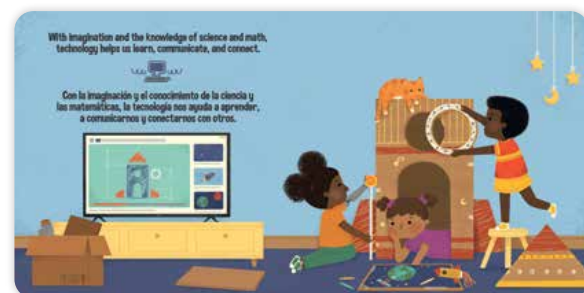 With imagination and the knowledge of science and math,
technology helps us learn, communicate, and connect.
Con la imaginación y el conocimiento de la ciencia y
las matemáticas, la tecnología nos ayuda a aprender,
a comunicarnos y conectarnos con otros.